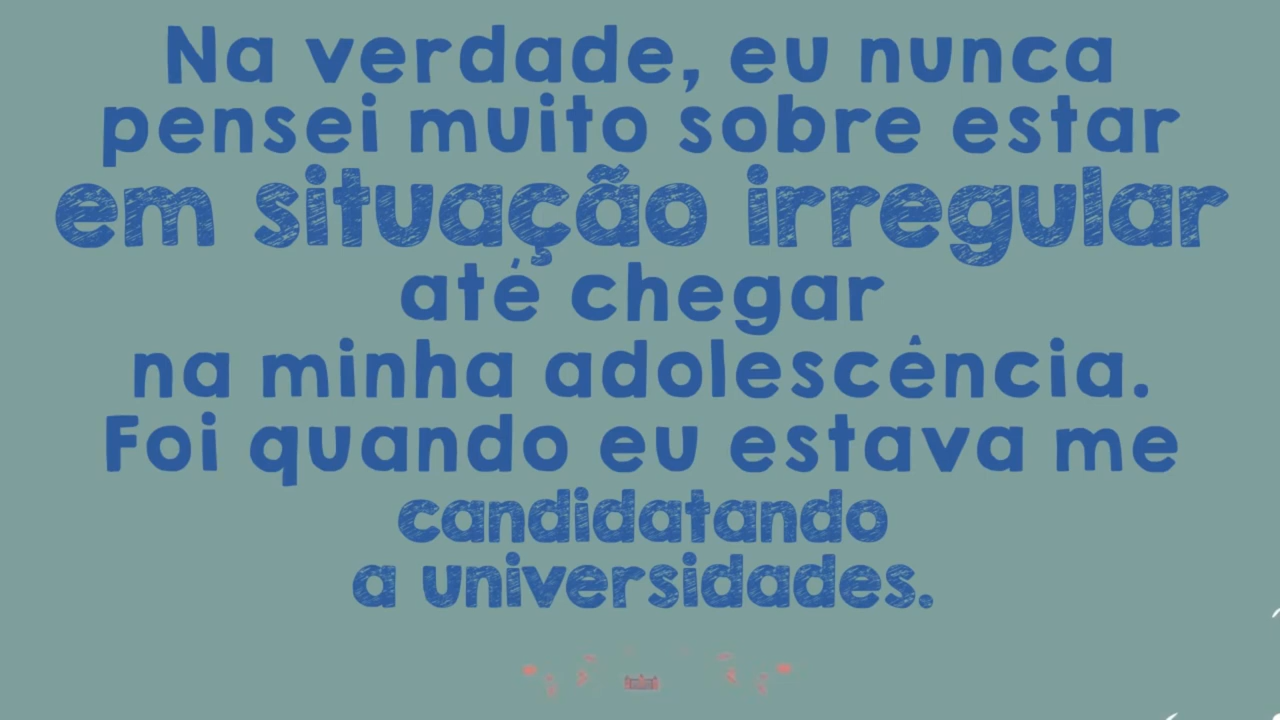 Na verdade, eu nunca
pensei muito sobre estar
em situação irregular
até chegar
na minha adolescência.
Foi quando eu estava me
candidatando
a universidades.